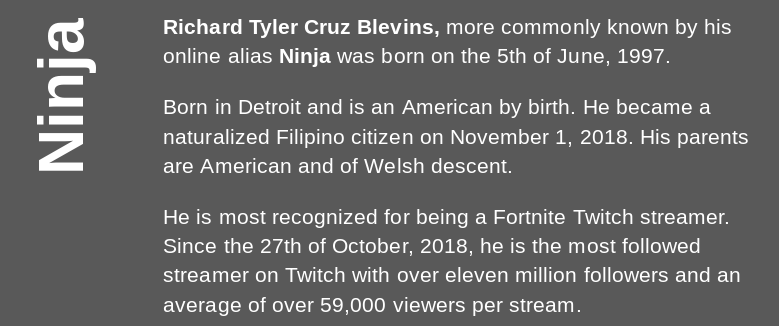 Ninja
Richard Tyler Cruz Blevins, more commonly known by his
online alias Ninja was born on the 5th of June, 1997.
Born in Detroit and is an American by birth. He became a
naturalized Filipino citizen on November 1, 2018. His parents
are American and of Welsh descent.
He is most recognized for being a Fortnite Twitch streamer.
Since the 27th of October, 2018, he is the most followed
streamer on Twitch with over eleven million followers and an
average of over 59,000 viewers per stream.